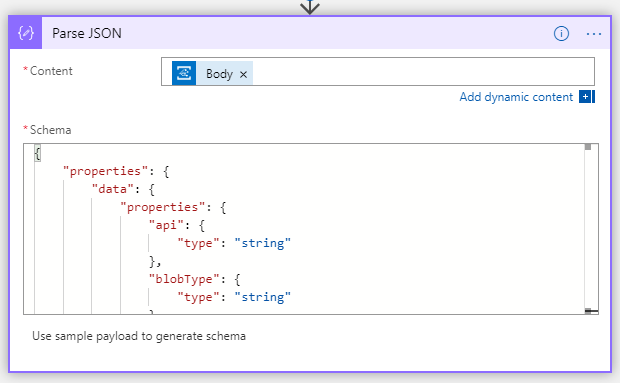 Parse JSON
* Content
Body ×
Add dynamic content
* Schema
{
"properties": {
"data": {
"properties": {
"api": {
"type": "string"
},
"blobType": {
"type": "string"
Use sample payload to generate schema